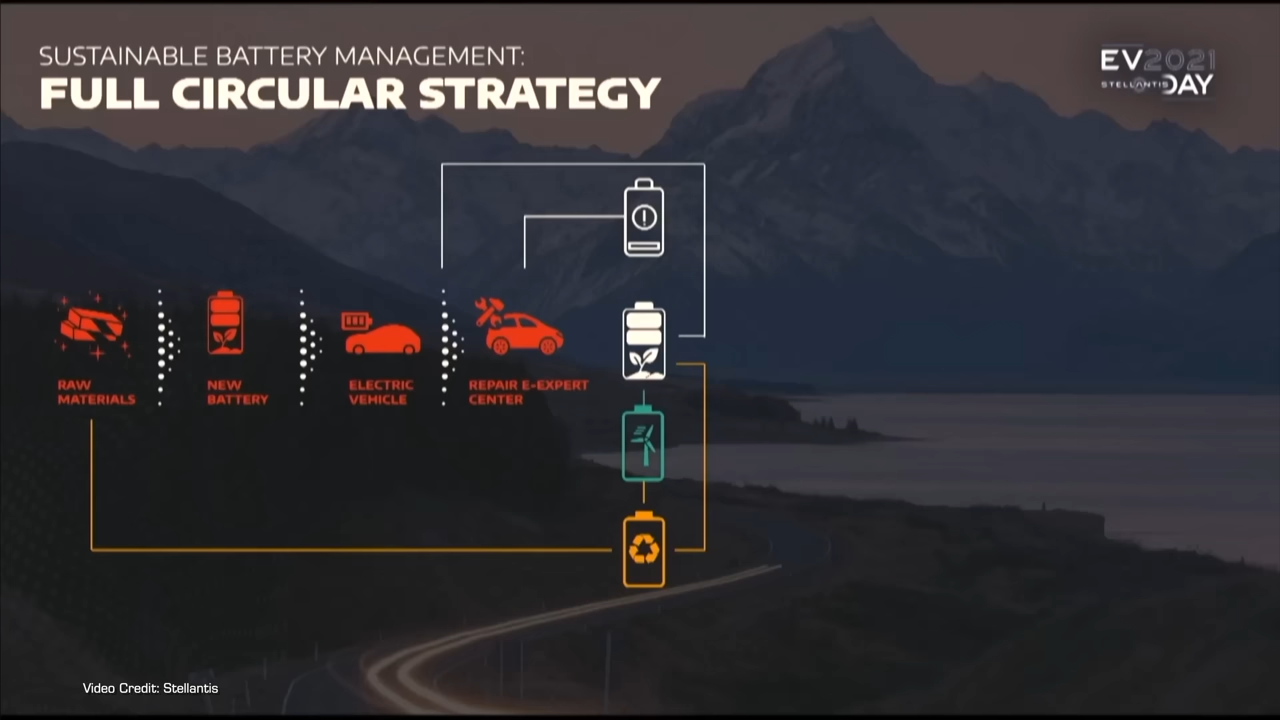 SUSTAINABLE BATTERY MANAGEMENT:
FULL CIRCULAR STRATEGY
EV2021
STELLANTIS DAY
RAW
MATERIALS
NEW
BATTERY
ELECTRIC
VEHICLE
REPAIR E-EXPERT
CENTER
Video Credit: Stellantis